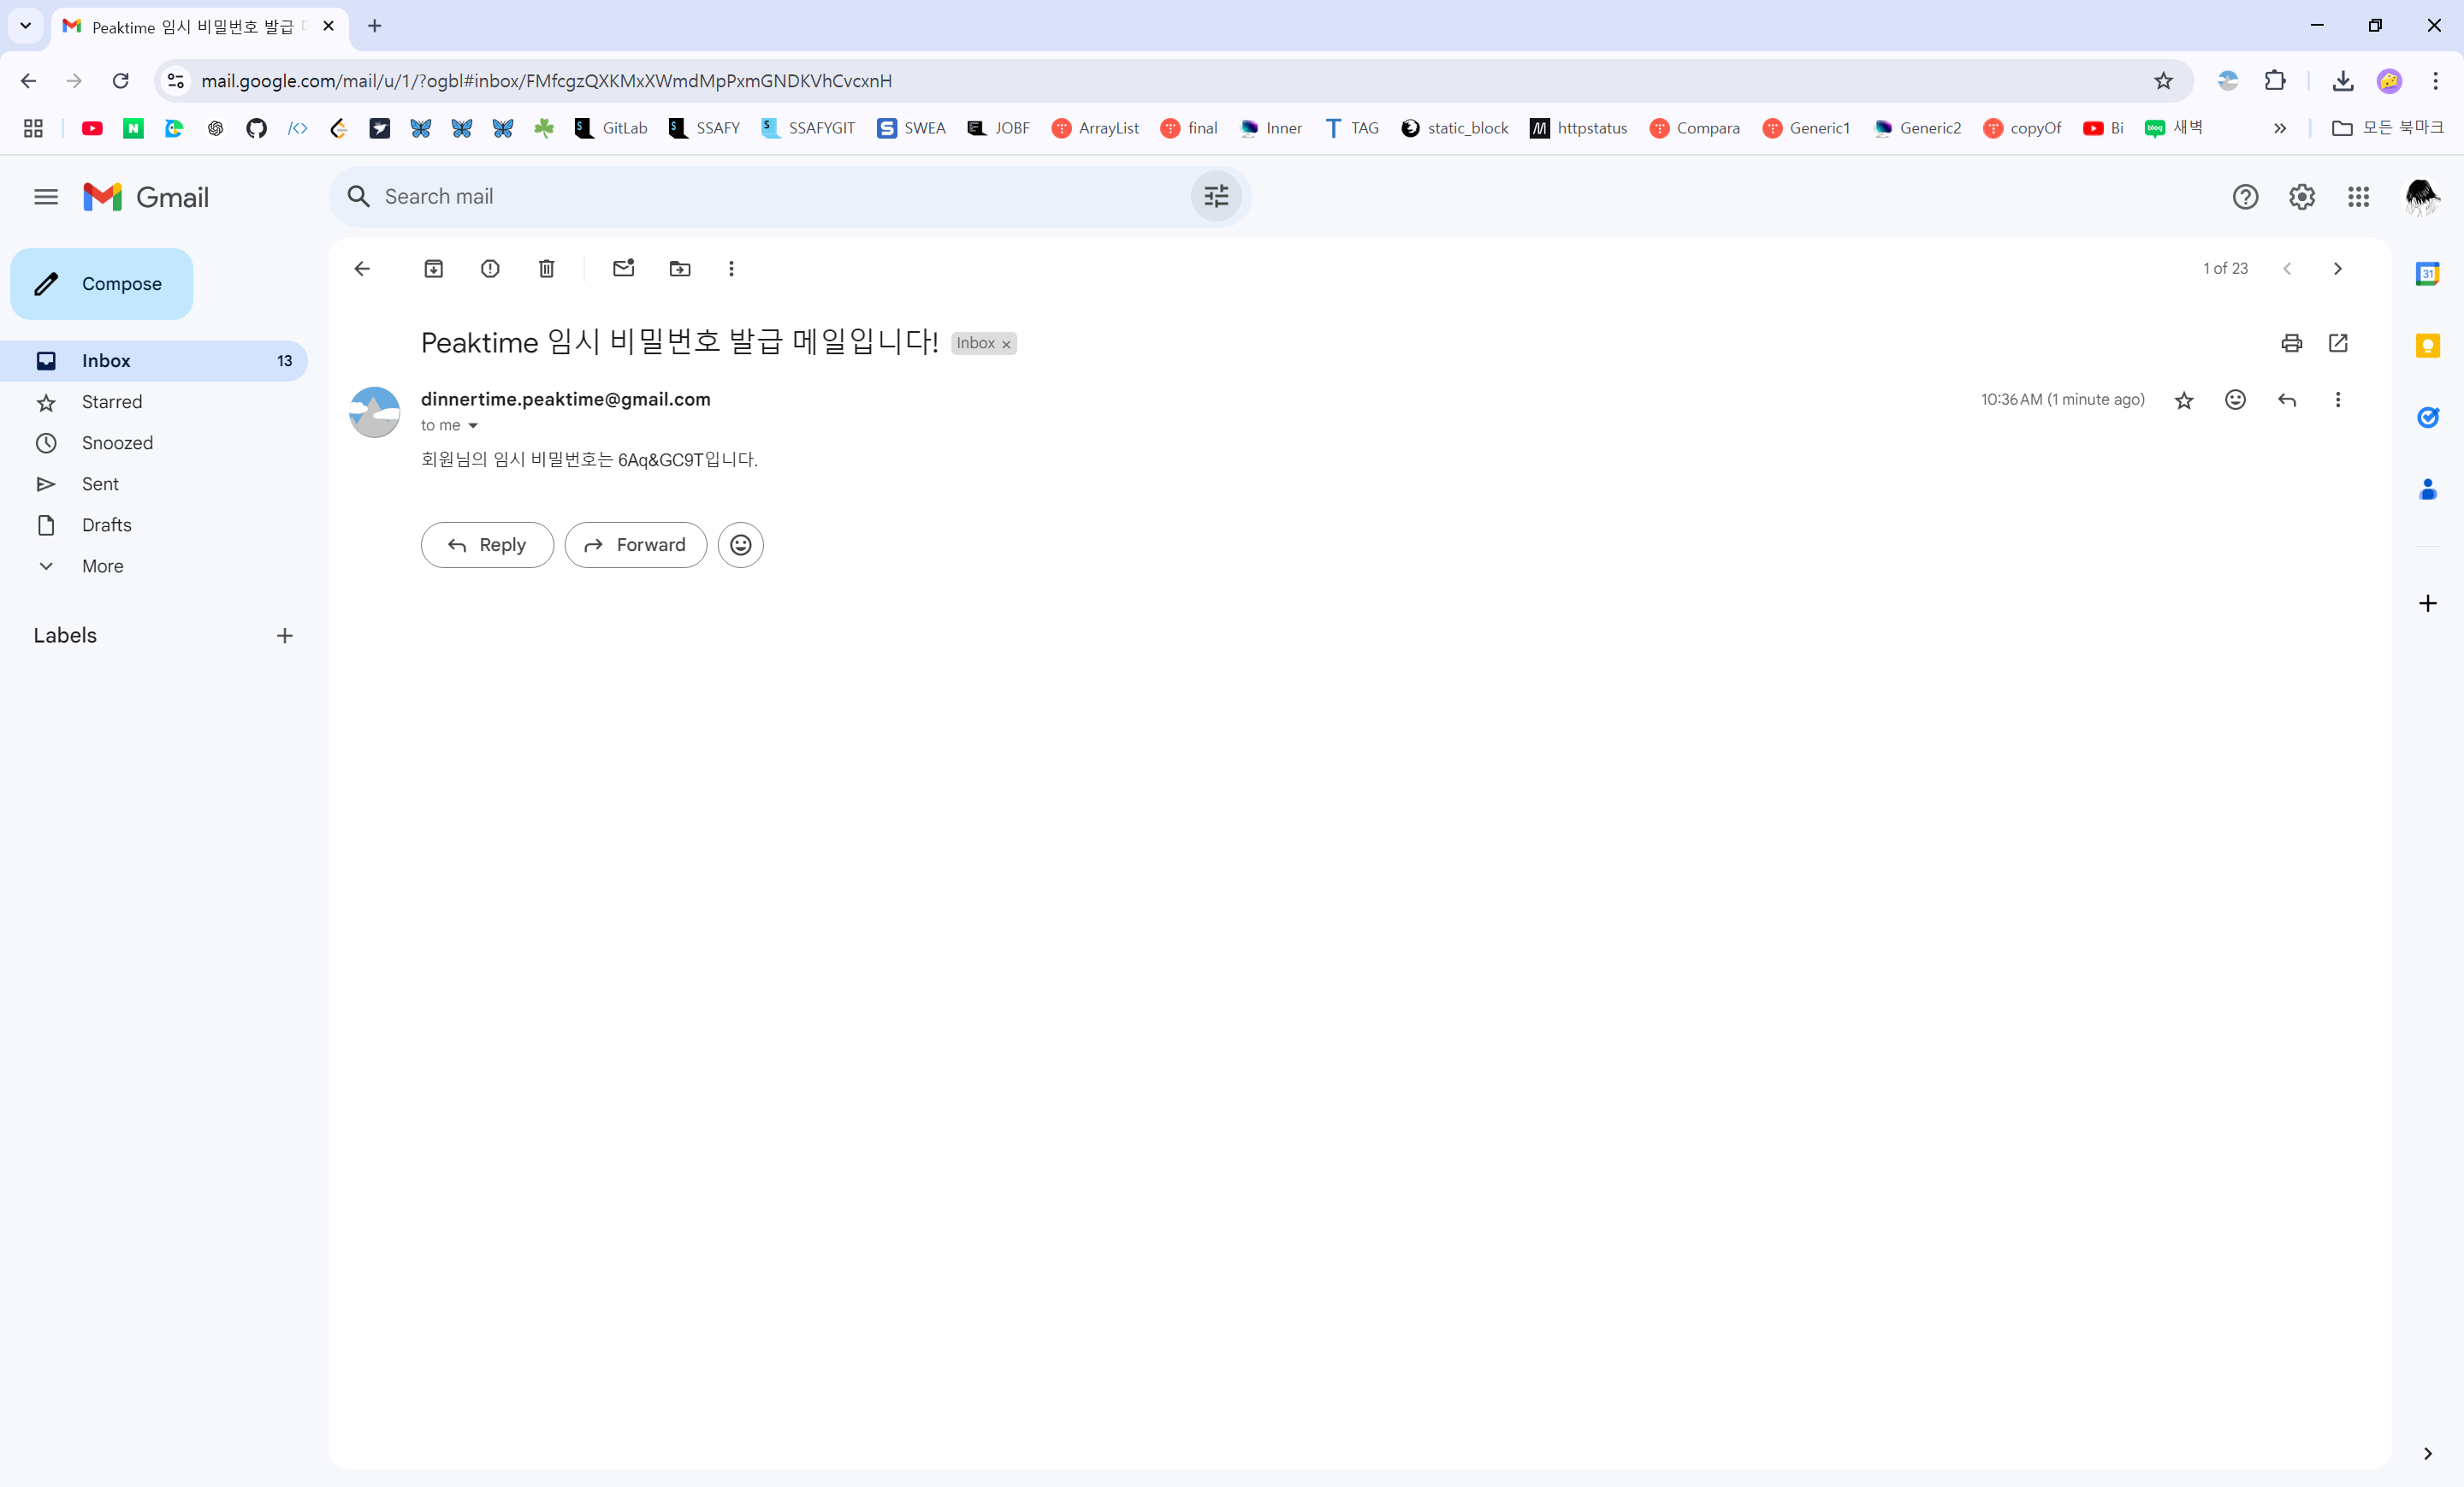 Peaktime 임시 비밀번호 발급
mail.google.com/mail/u/1/?ogbl#inbox/FMfcgzQXKMxXWmdMpPxmGNDKVhCvcxnH
GitLab SSAFY SSAFYGIT SWEA JOBF ArrayList final Inner TAG static_block httpstatus Compara Generic1 Generic2 copyOf Bi 새벽 모든 북마크
Gmail
Search mail
Compose
1 of 23
Peaktime 임시 비밀번호 발급 메일입니다! Inbox
Inbox 13
Starred
Snoozed
Sent
Drafts
More
Labels
dinnertime.peaktime@gmail.com
10:36 AM (1 minute ago)
to me
회원님의 임시 비밀번호는 6Aq&GC9T입니다.
Reply
Forward